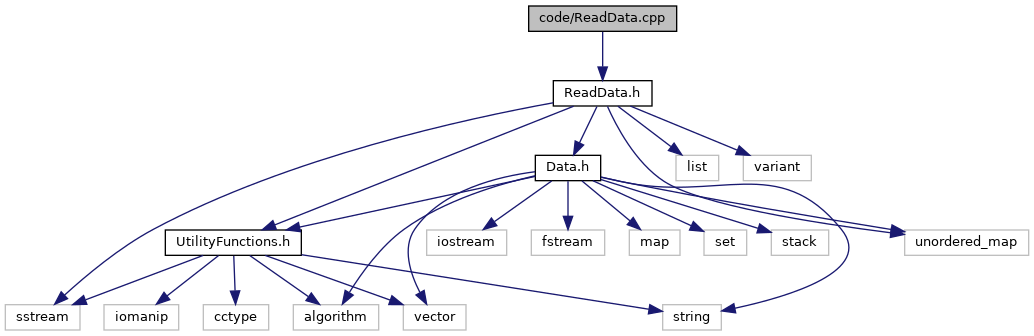 code/ReadData.cpp
ReadData.h
Data.h
list
variant
UtilityFunctions.h
iostream
fstream
map
set
stack
unordered_map
sstream
iomanip
cctype
algorithm
vector
string